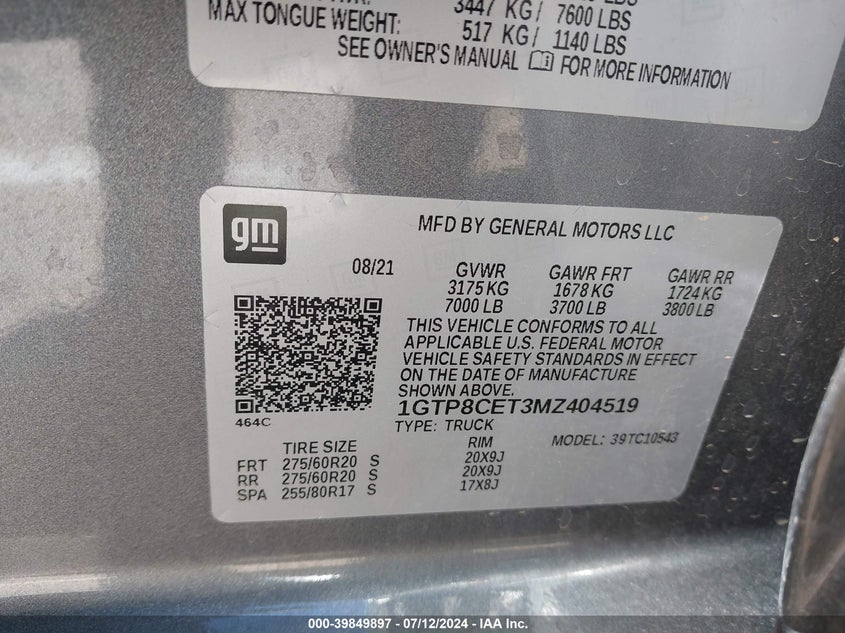 3447 KG/ 7600 LBS
MAX TONGUE WEIGHT: 517 KG/ 1140 LBS
SEE OWNER'S MANUAL FOR MORE INFORMATION
gm
MFD BY GENERAL MOTORS LLC
08/21 GVWR GAWR FRT GAWR RR
3175 KG 1678 KG 1724 KG
7000 LB 3700 LB 3800 LB
THIS VEHICLE CONFORMS TO ALL
APPLICABLE U.S. FEDERAL MOTOR
VEHICLE SAFETY STANDARDS IN EFFECT
ON THE DATE OF MANUFACTURE
SHOWN ABOVE.
1GTP8CET3MZ404519
464C
TYPE: TRUCK MODEL: 39TC10543
TIRE SIZE RIM
FRT 275/60R20 S 20X9J
RR 275/60R20 S 20X9J
SPA 255/80R17 S 17X8J
000-39849897 - 07/12/2024 - IAA Inc.